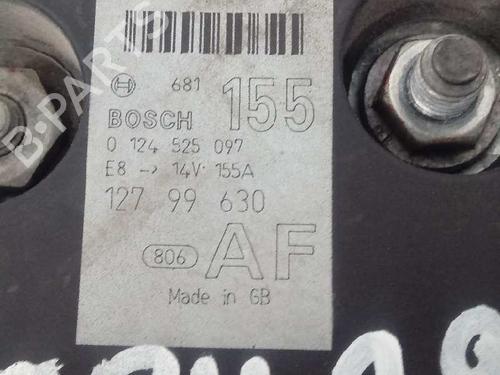 681 155
BOSCH
0 124 525 097
E8 -> 14V· 155A
127 99 630
806 AF
Made in GB
B-PARTS